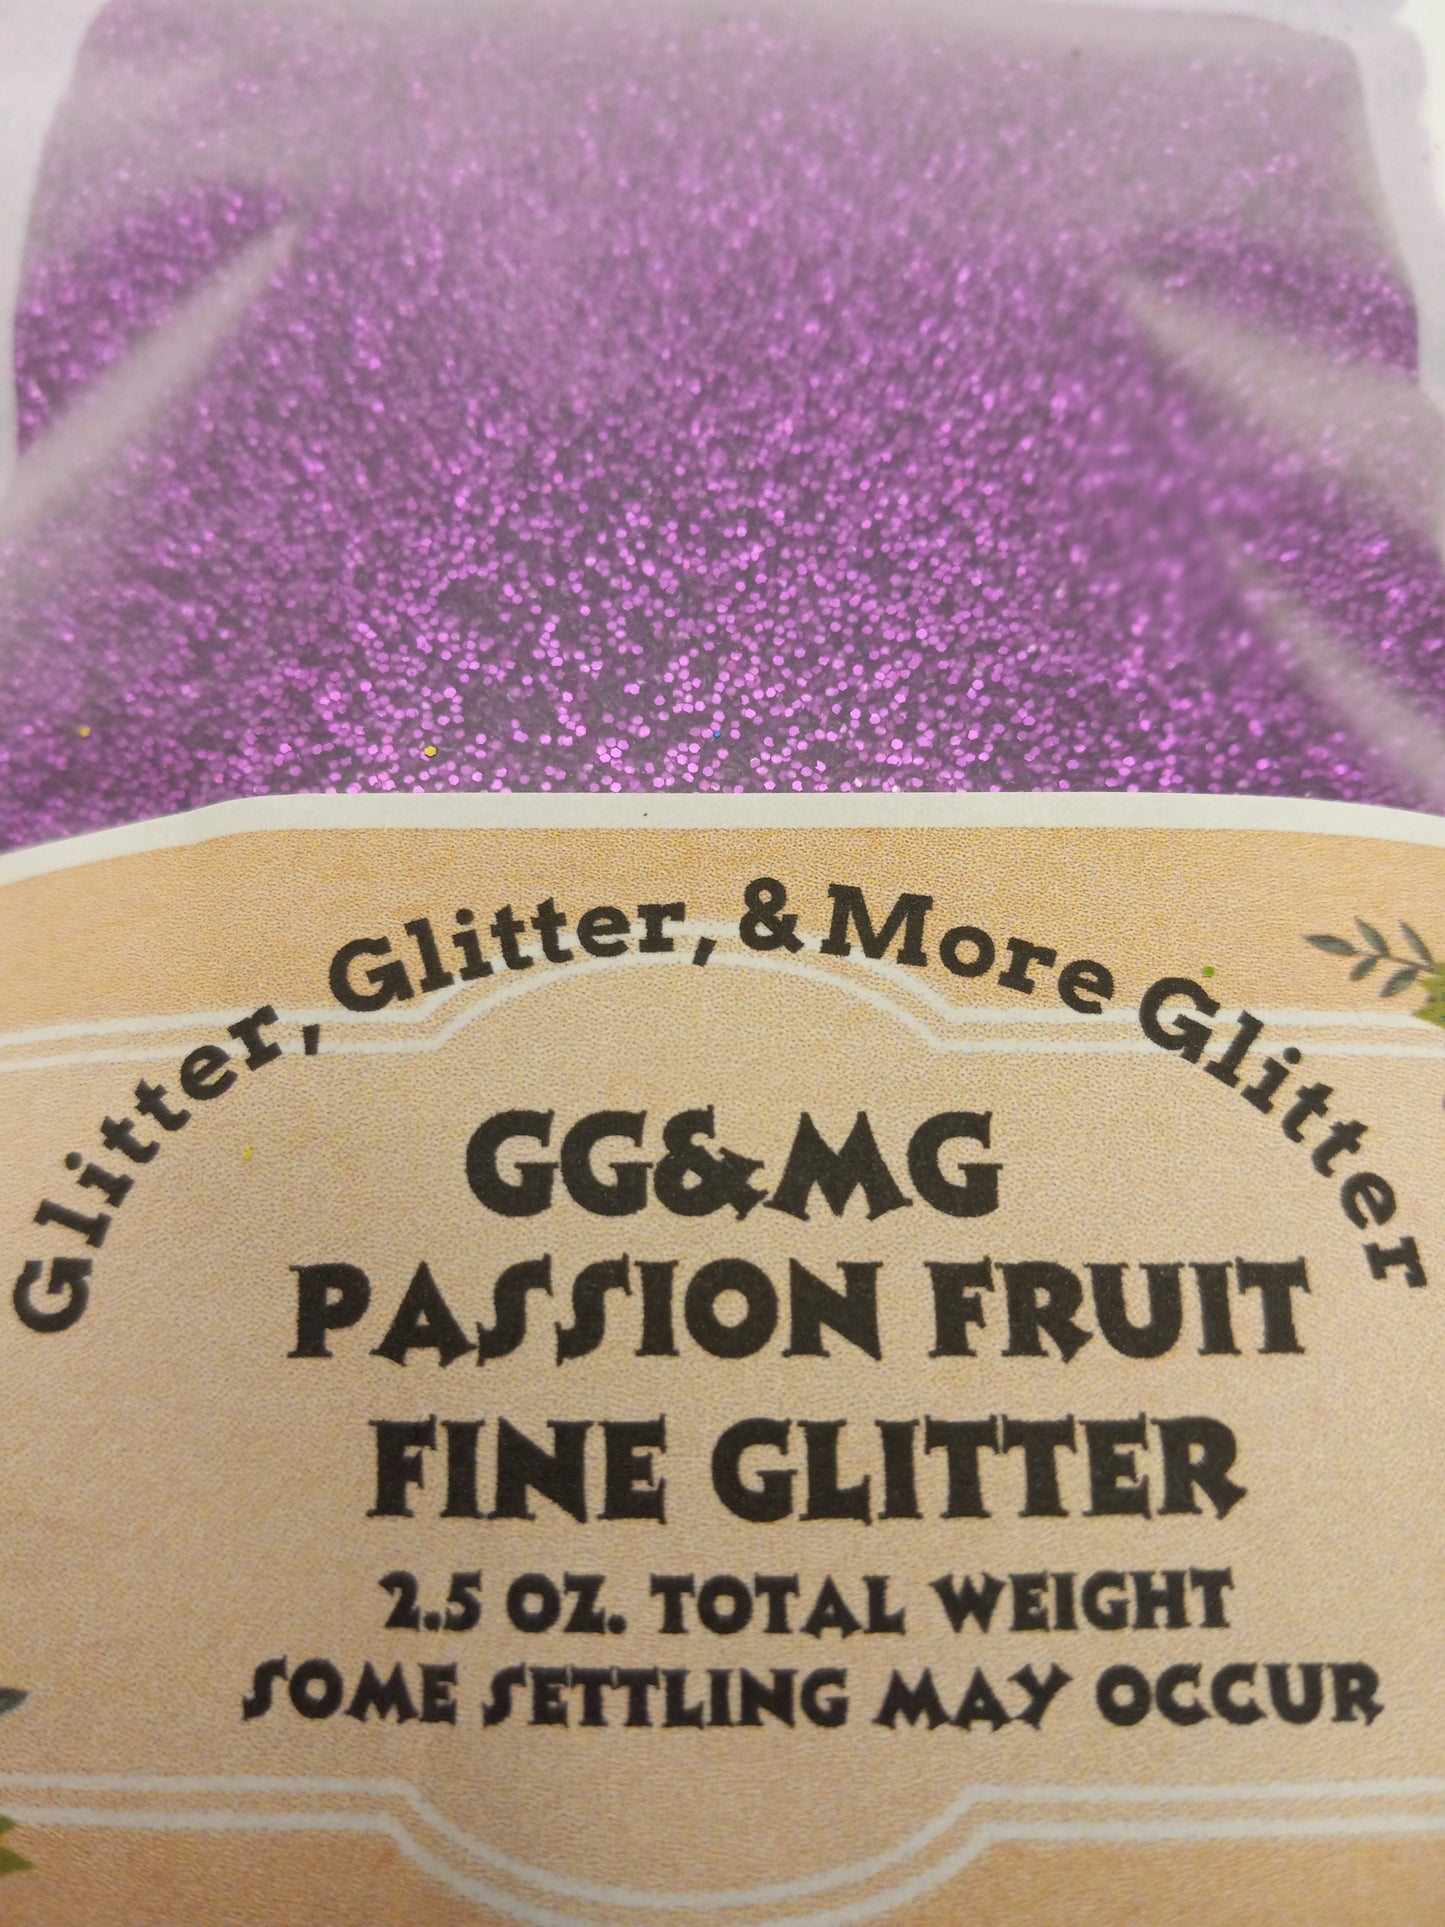 Glitter, Glitter, & More Glitter
GG&MG
PASSION FRUIT
FINE GLITTER
2.5 OZ. TOTAL WEIGHT
SOME SETTLING MAY OCCUR